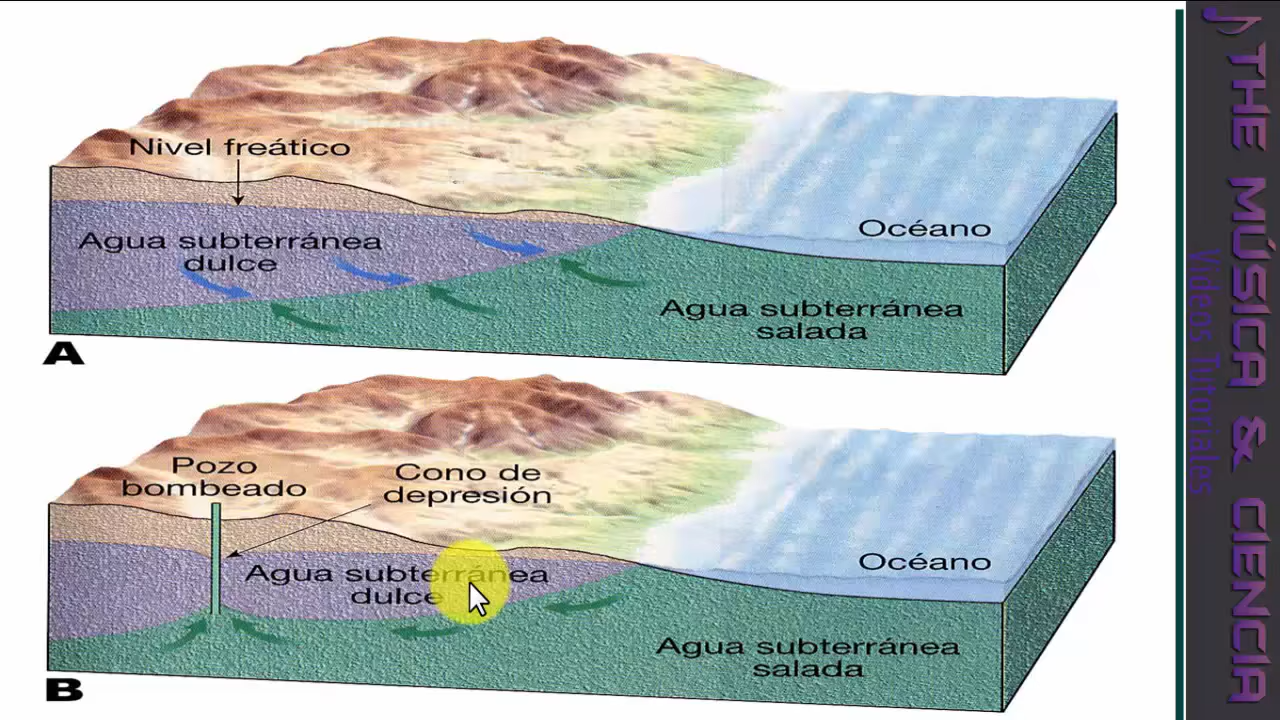 Nivel freático
Agua subterránea
dulce
Océano
Agua subterránea
salada
A
Pozo
bombeado
Cono de
depresión
Agua subterránea
dulce
Océano
Agua subterránea
salada
B
THE MÚSICA & CIENCIA
Videos Tutoriales